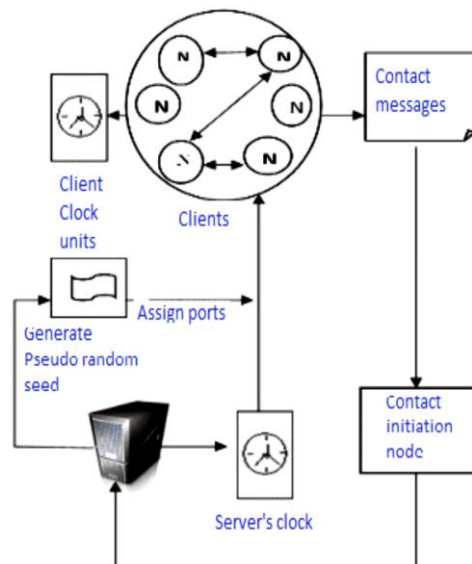 N
N
N
N
N
N
Contact
messages
Client
Clock
units
Clients
Generate
Pseudo random
seed
Assign ports
Contact
initiation
node
Server's clock